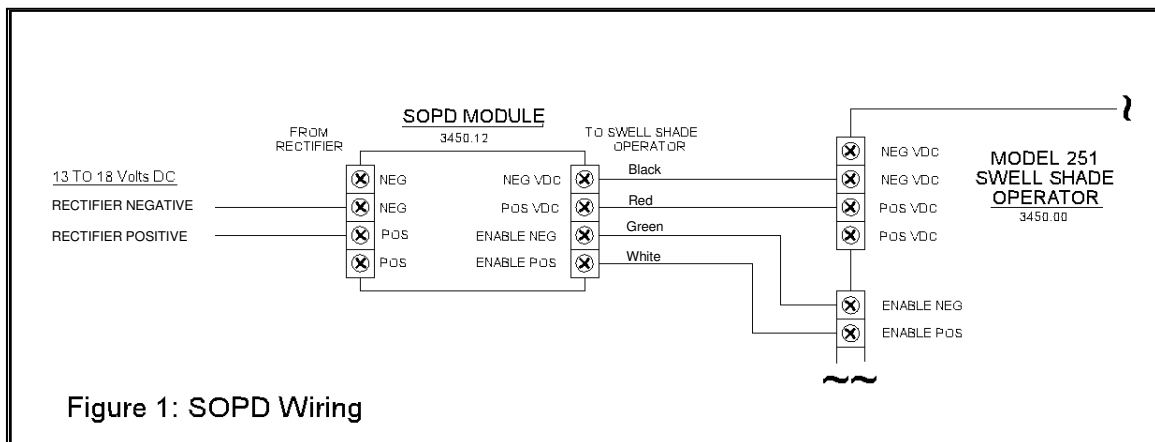 SOPD MODULE
3450.12
FROM
RECTIFIER
TO SWELL SHADE
OPERATOR
13 TO 18 Volts DC
RECTIFIER NEGATIVE
RECTIFIER POSITIVE
NEG
NEG
POS
POS
NEG VDC
POS VDC
ENABLE NEG
ENABLE POS
Black
Red
Green
White
NEG VDC
NEG VDC
POS VDC
POS VDC
ENABLE NEG
ENABLE POS
MODEL 251
SWELL SHADE
OPERATOR
3450.00
Figure 1: SOPD Wiring